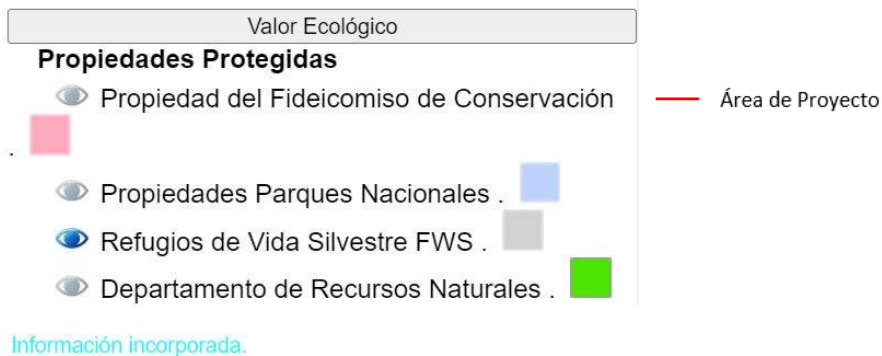 Valor Ecológico
Propiedades Protegidas
Propiedad del Fideicomiso de Conservación
Área de Proyecto
.
Propiedades Parques Nacionales .
Refugios de Vida Silvestre FWS .
Departamento de Recursos Naturales .
Información incorporada.